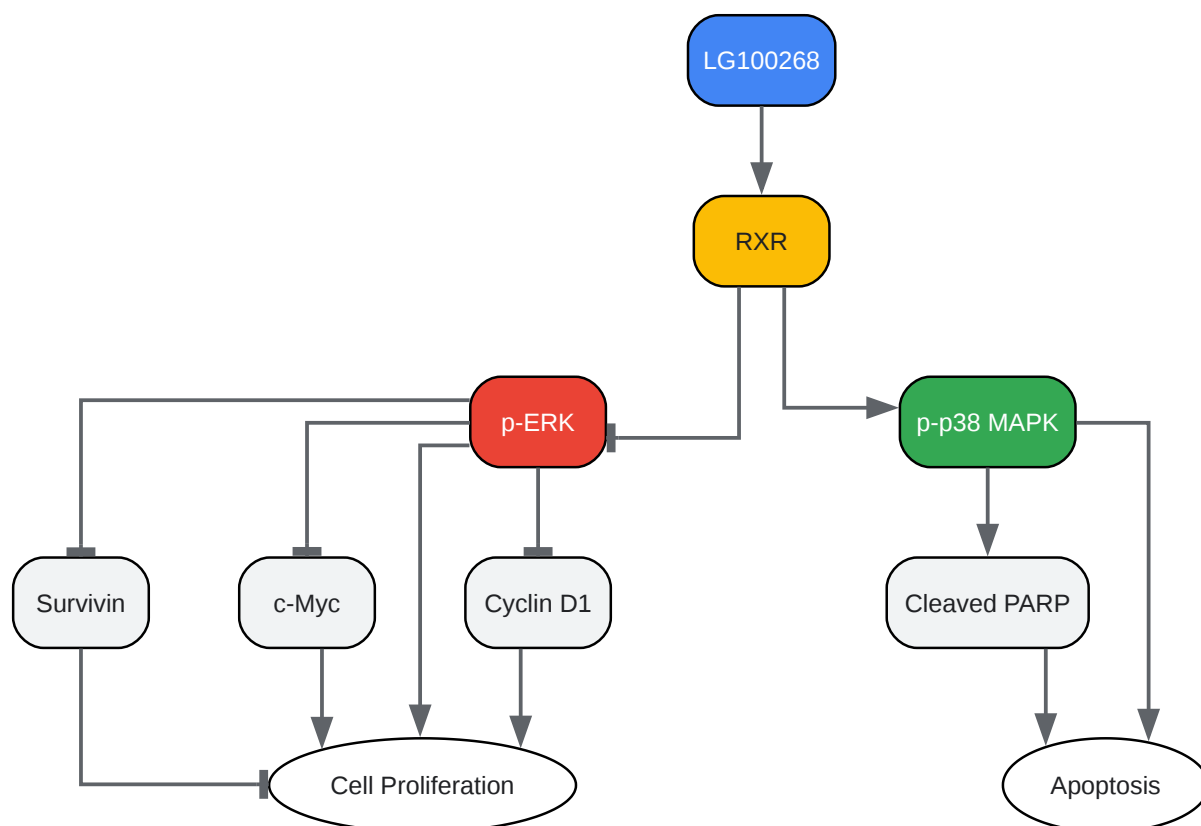 LG100268
RXR
p-ERK
p-p38 MAPK
Survivin
c-Myc
Cyclin D1
Cleaved PARP
Cell Proliferation
Apoptosis